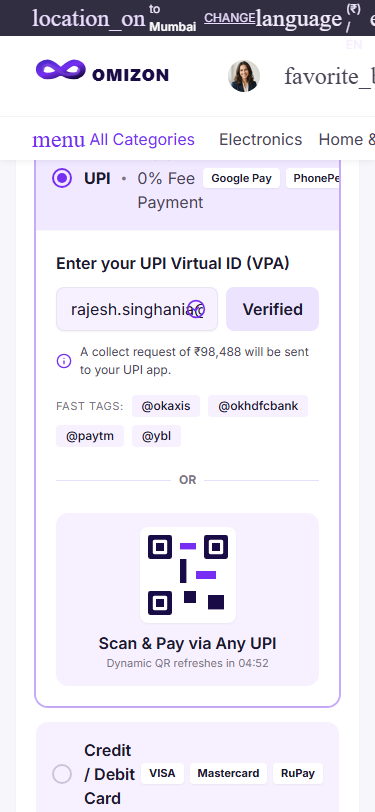 location_on to Mumbai CHANGE language (₹) / EN
OMIZON
menu All Categories Electronics Home &
UPI • 0% Fee Payment Google Pay PhonePe
Enter your UPI Virtual ID (VPA)
rajesh.singhania@ Verified
A collect request of ₹98,488 will be sent
to your UPI app.
FAST TAGS: @okaxis @okhdfcbank
@paytm @ybl
OR
Scan & Pay via Any UPI
Dynamic QR refreshes in 04:52
Credit
/ Debit VISA Mastercard RuPay
Card